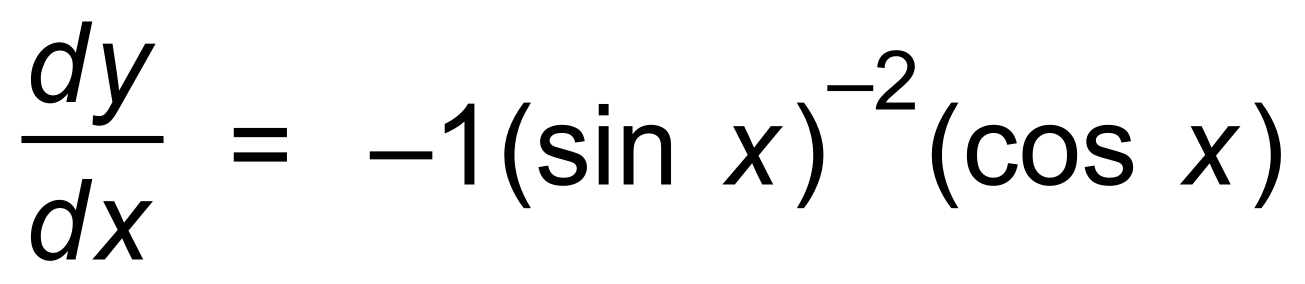 dy/dx = –1(sin x)⁻²(cos x)